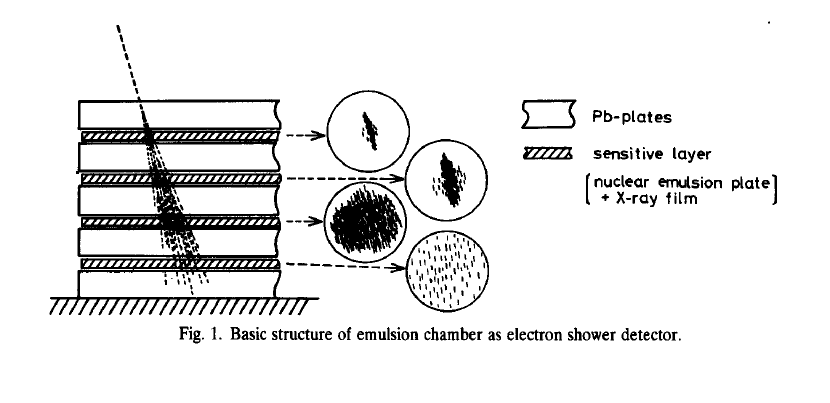 Pb-plates
sensitive layer
[nuclear emulsion plate
+ X-ray film]
Fig. 1. Basic structure of emulsion chamber as electron shower detector.